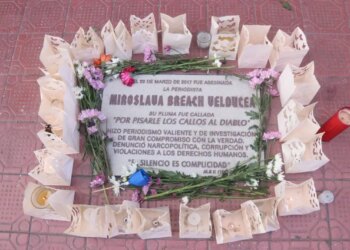 EL 23 DE MARZO DE 2017 FUE ASESINADA
LA PERIODISTA
MIROSLAVA BREACH VELDUCEA
SU PLUMA FUE CALLADA
"POR PISARLE LOS CALLOS AL DIABLO"
HIZO PERIODISMO VALIENTE Y DE INVESTIGACIÓN
DE GRAN COMPROMISO CON LA VERDAD.
DENUNCIÓ NARCOPOLÍTICA, CORRUPCIÓN Y
VIOLACIONES A LOS DERECHOS HUMANOS.
SILENCIO ES COMPLICIDAD